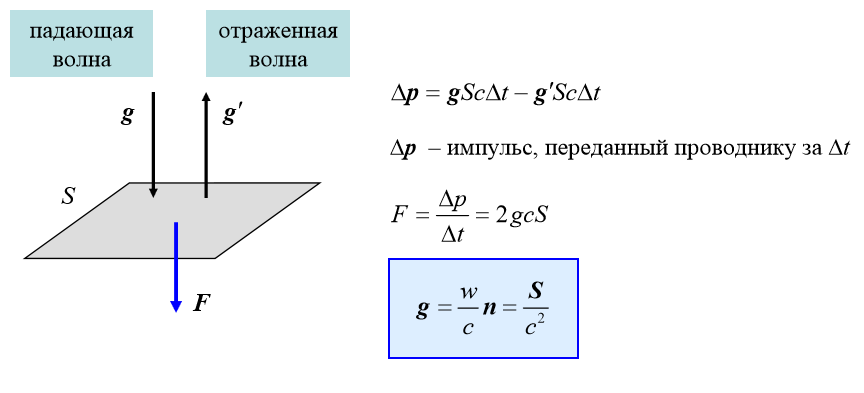 падающая
волна
отраженная
волна
g
g′
S
F
Δp = gScΔt – g′ScΔt
Δp – импульс, переданный проводнику за Δt
F = Δp/Δt = 2gcS
g = w/c n = S/c²